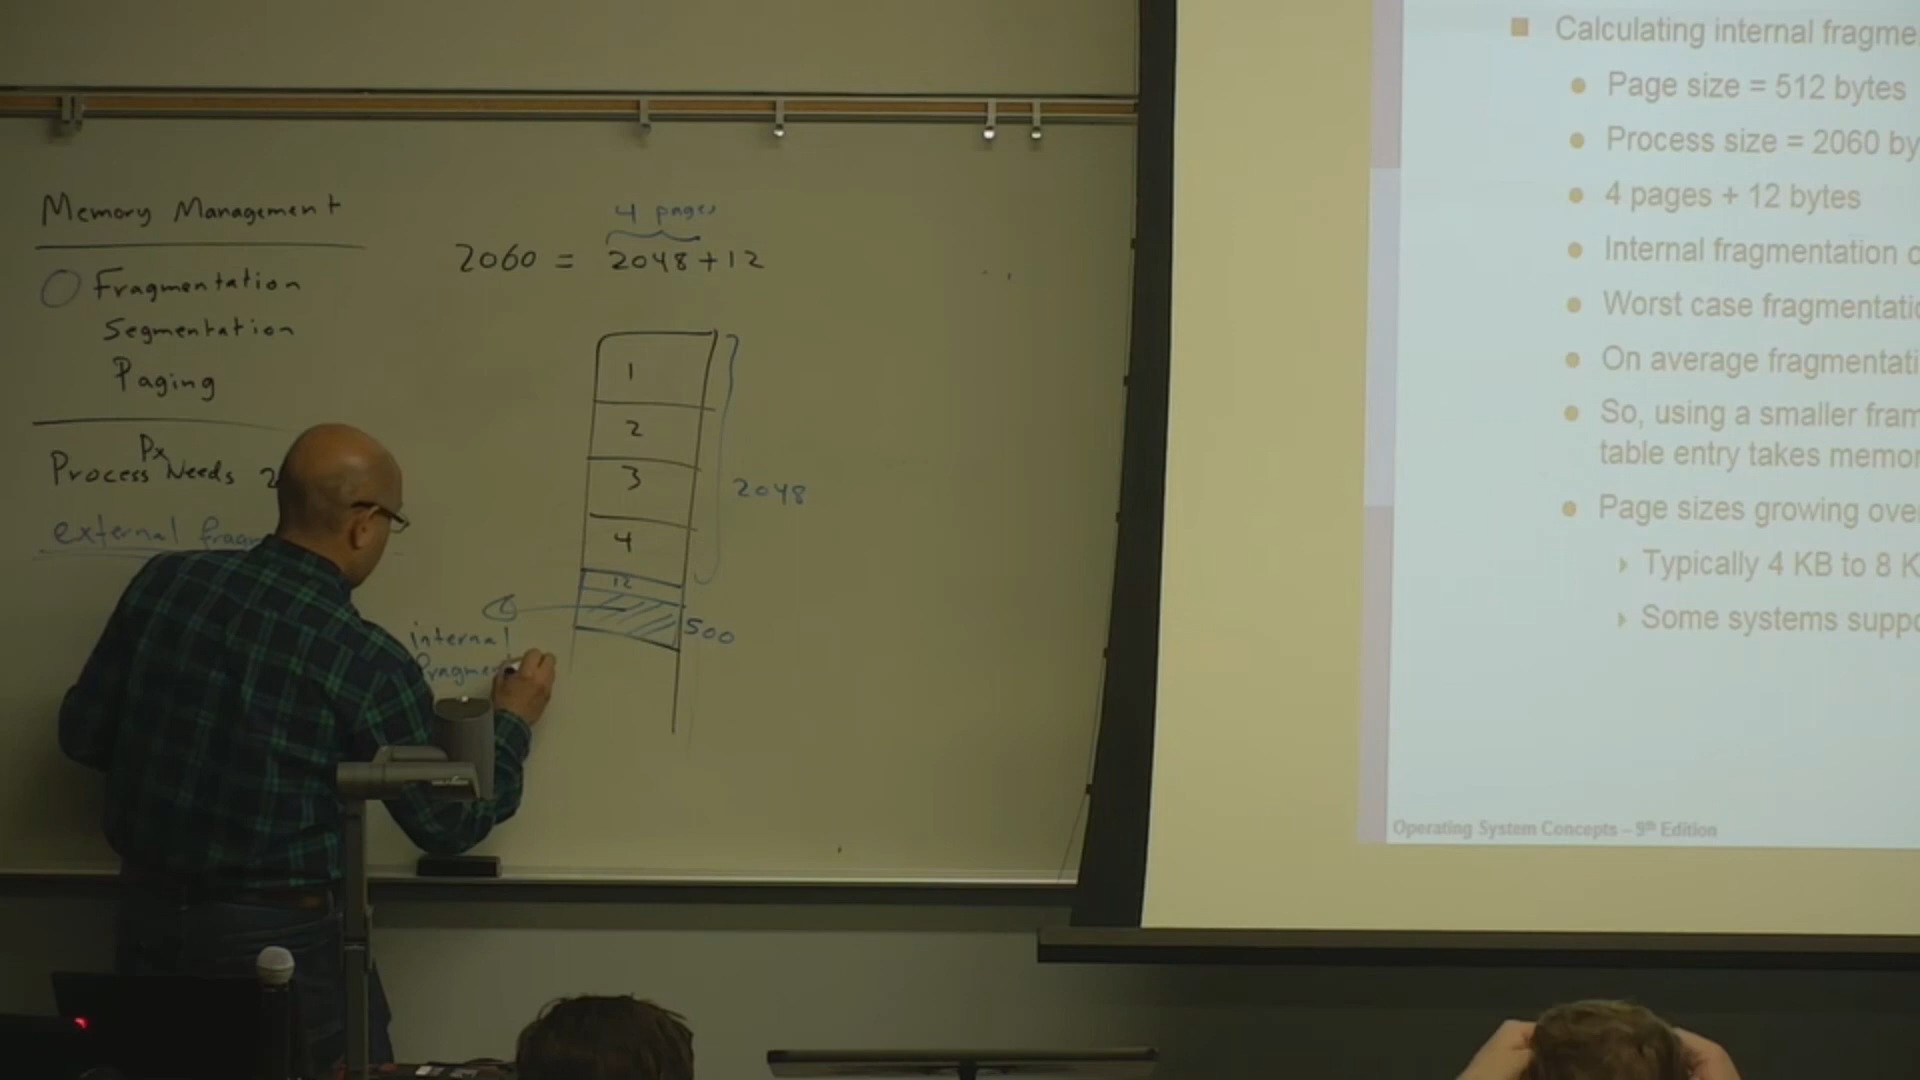 Memory Management
Fragmentation
Segmentation
Paging
Px
Process Needs 2
external fragm
4 pages
2060 = 2048+12
1
2
3
4
12
2048
500
internal
fragmen
Calculating internal fragme
Page size = 512 bytes
Process size = 2060 by
4 pages + 12 bytes
Internal fragmentation o
Worst case fragmentatio
On average fragmentati
So, using a smaller fram
table entry takes memor
Page sizes growing ove
Typically 4 KB to 8 K
Some systems suppo
Operating System Concepts – 9th Edition